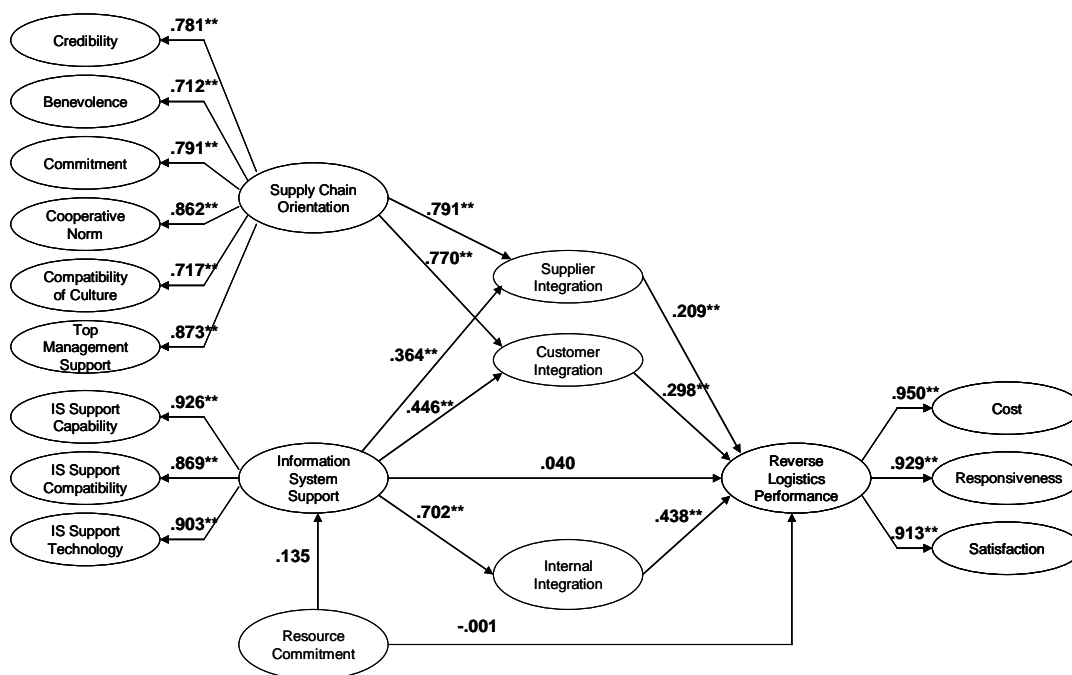 .781**
Credibility
.712**
Benevolence
.791**
Commitment
.862**
Cooperative
Norm
.717**
Compatibility
of Culture
.873**
Top
Management
Support
Supply Chain
Orientation
.791**
.770**
Supplier
Integration
.209**
.364**
Customer
Integration
.298**
.446**
.926**
IS Support
Capability
.869**
IS Support
Compatibility
.903**
IS Support
Technology
Information
System
Support
.040
.702**
.438**
Reverse
Logistics
Performance
.950**
Cost
.929**
Responsiveness
.913**
Satisfaction
.135
Internal
Integration
-.001
Resource
Commitment